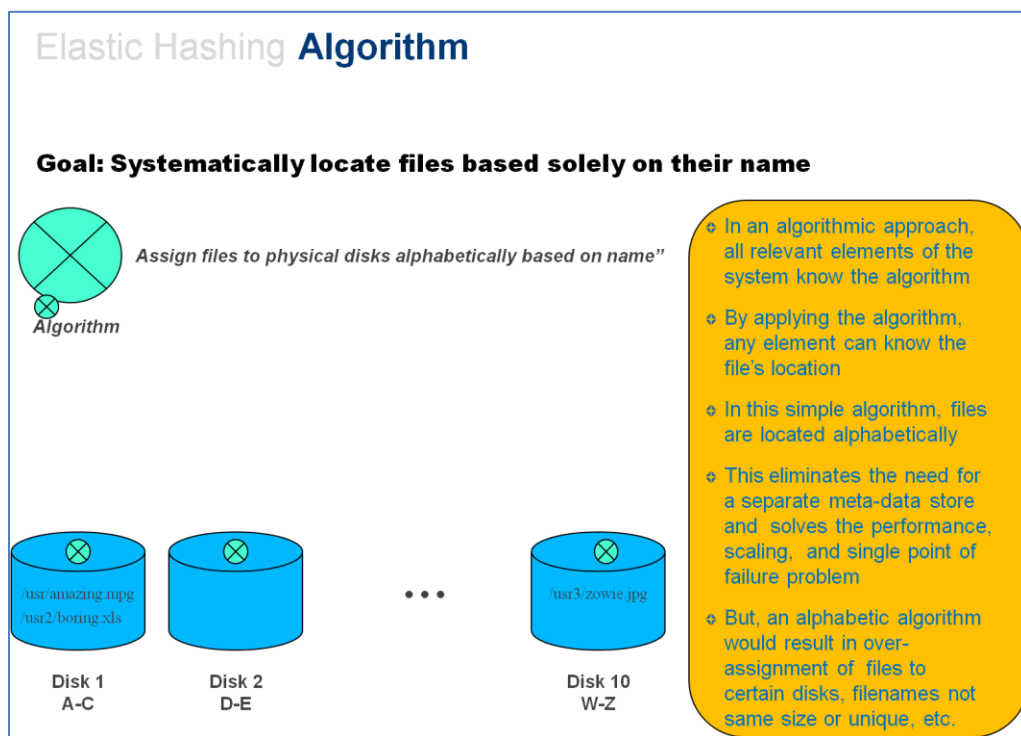 Elastic Hashing Algorithm
Goal: Systematically locate files based solely on their name
Assign files to physical disks alphabetically based on name”
Algorithm
In an algorithmic approach,
all relevant elements of the
system know the algorithm
By applying the algorithm,
any element can know the
file's location
In this simple algorithm, files
are located alphabetically
This eliminates the need for
a separate meta-data store
and solves the performance,
scaling, and single point of
failure problem
But, an alphabetic algorithm
would result in over-
assignment of files to
certain disks, filenames not
same size or unique, etc.
/usr/amazing.mpg
/usr2/boring.xls
•••
/usr3/zowie.jpg
Disk 1
A-C
Disk 2
D-E
Disk 10
W-Z